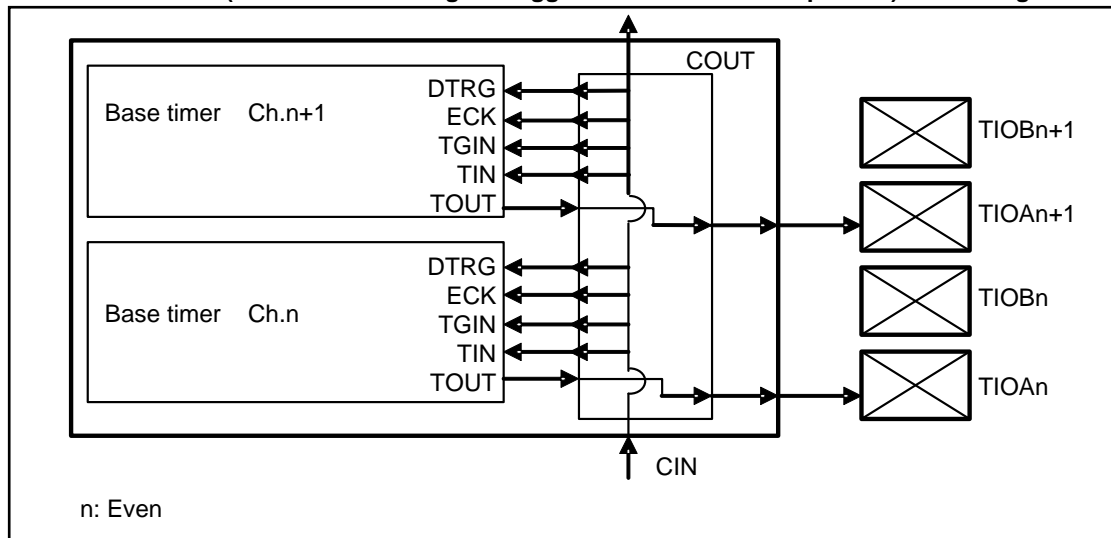 COUT
DTRG
ECK
Base timer Ch.n+1
TGIN
TIN
TOUT
TIOBn+1
TIOAn+1
DTRG
ECK
Base timer Ch.n
TGIN
TIN
TOUT
TIOBn
TIOAn
CIN
n: Even